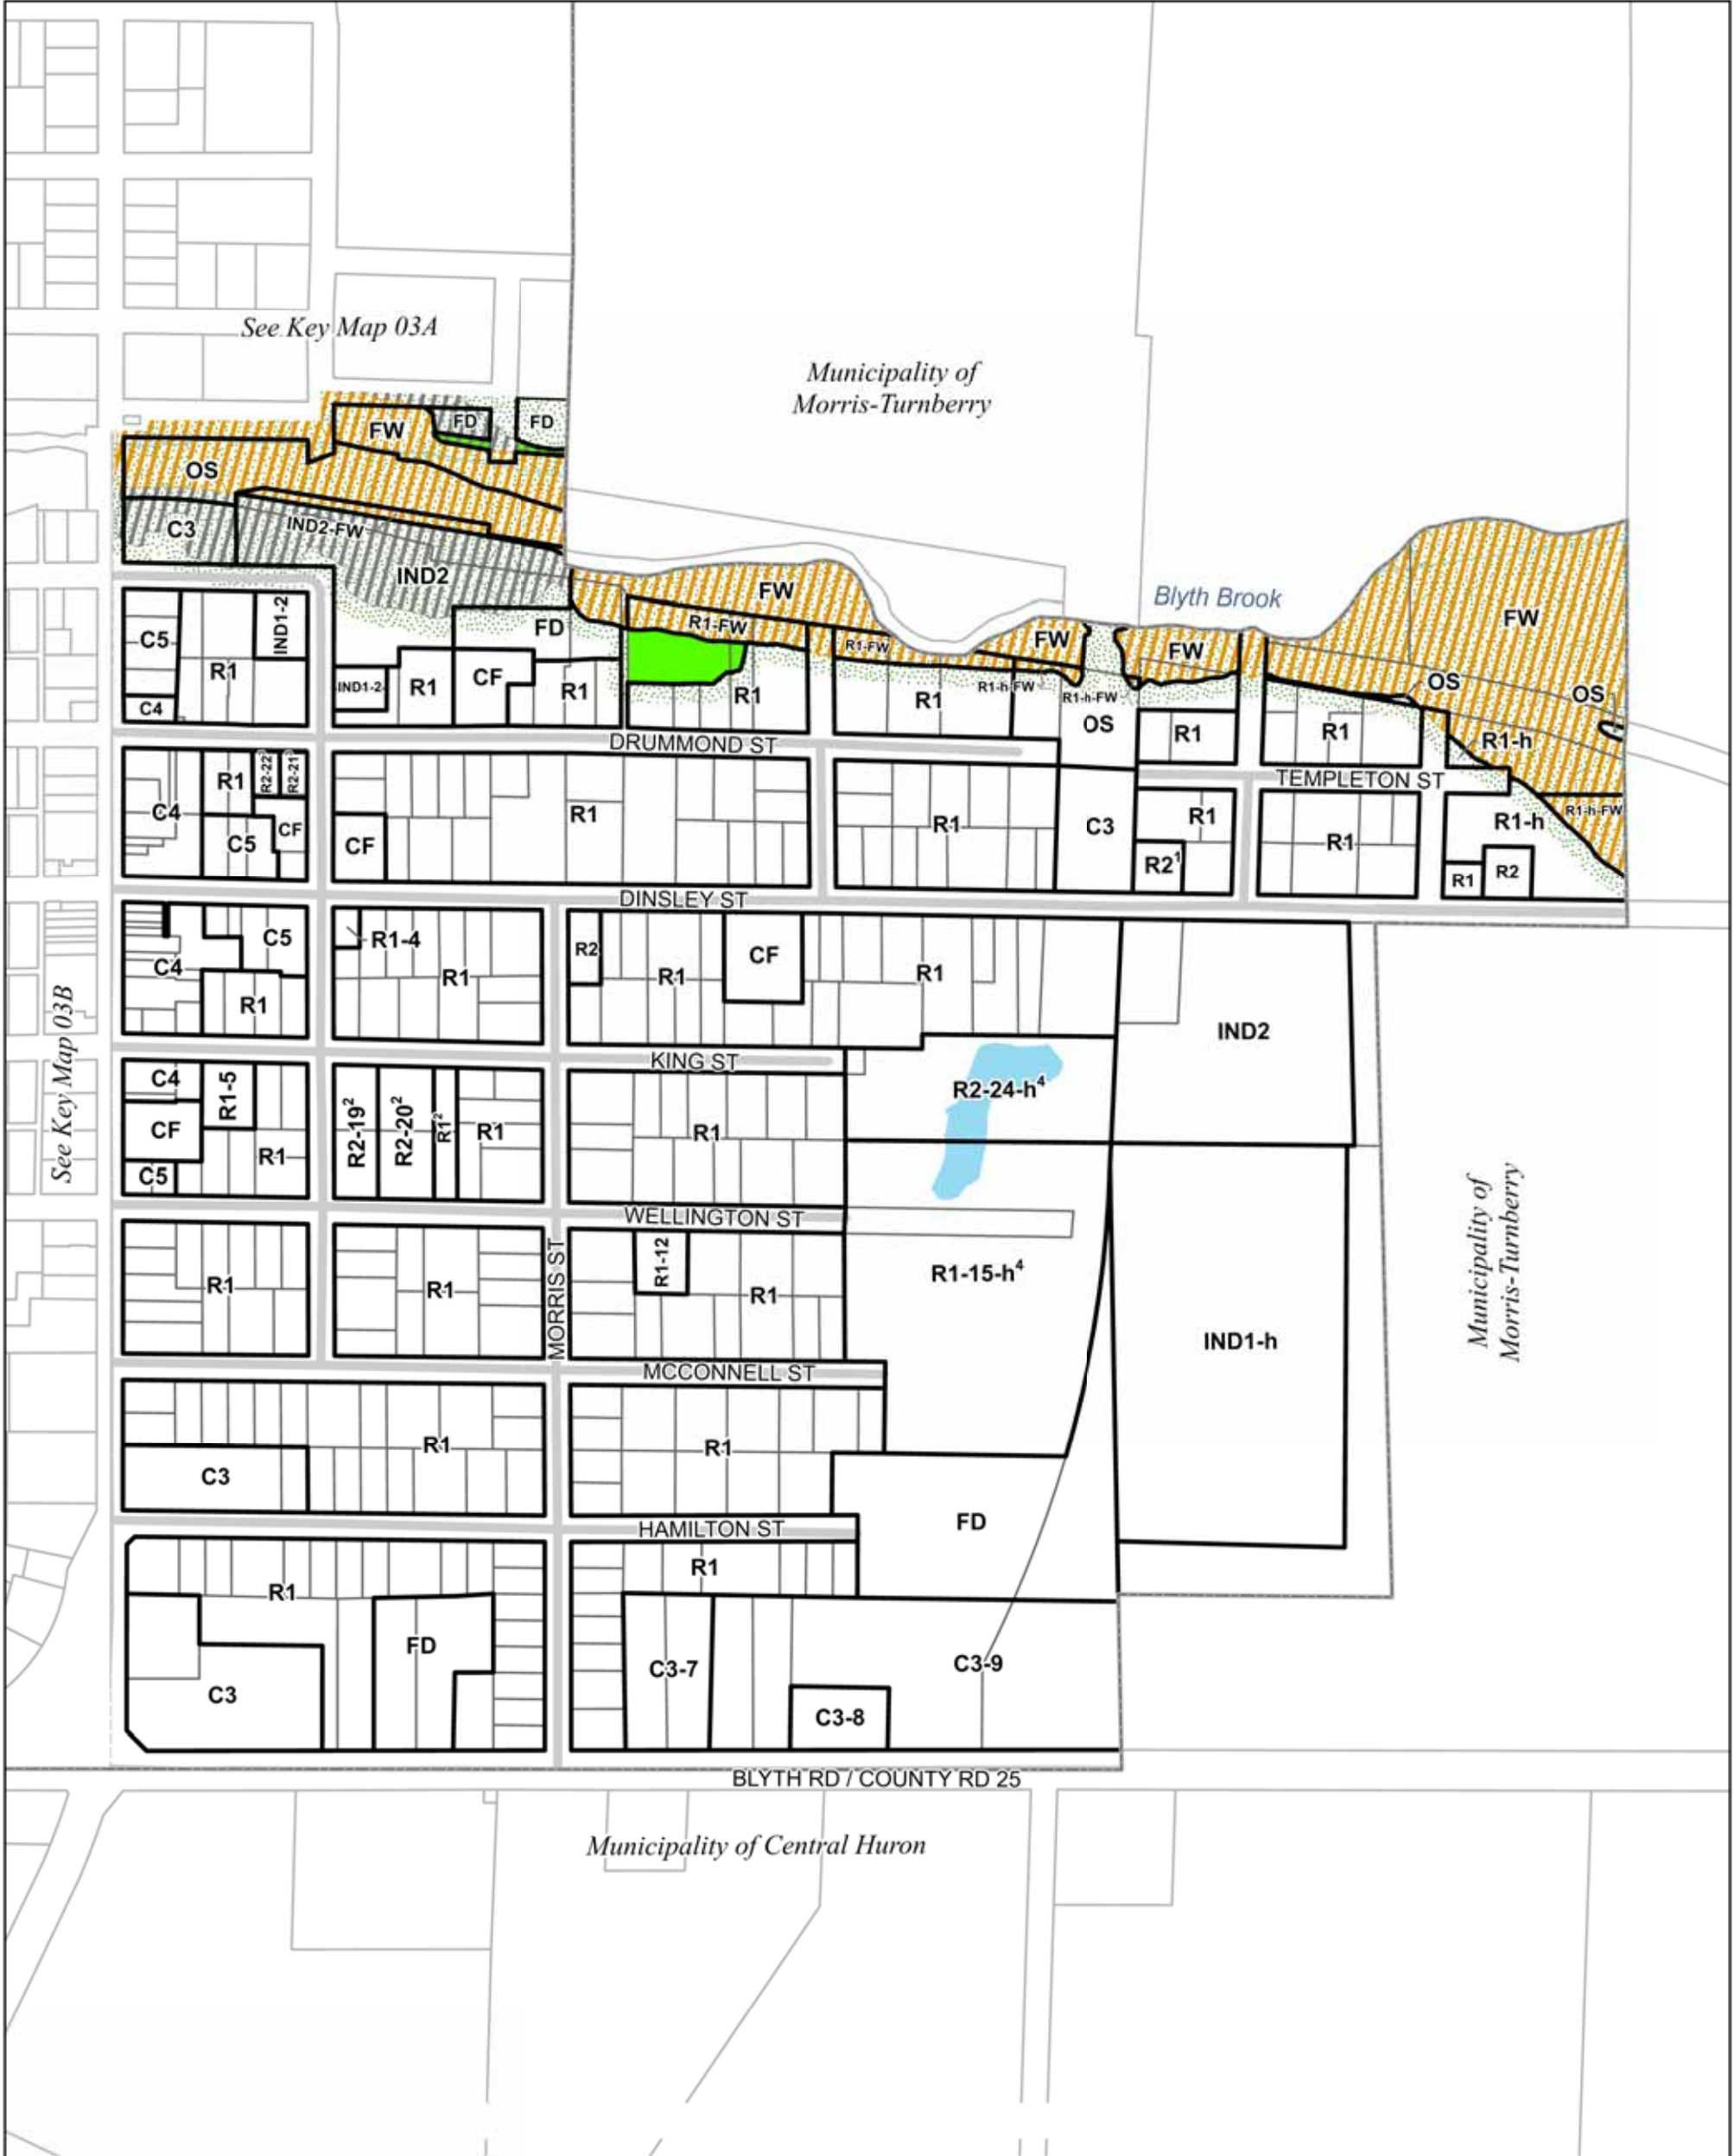 See Key Map 03A
Municipality of
Morris-Turnberry
FW
FD
FD
OS
C3
IND2-FW
IND2
FW
R1-FW
R1-FW
FW
Blyth Brook
FW
FW
OS
OS
C5
R1
IND1-2
C4
FD
IND1-2
R1
CF
R1
R1
R1
R1-h-FW
R1-h-FW
OS
R1
R1
R1-h
DRUMMOND ST
TEMPLETON ST
C4
R1
R2-22³
R2-21³
C5
CF
R1
CF
R1
C3
R1
R2¹
R1
R1-h
R1-h-FW
R1
R2
DINSLEY ST
C4
C5
R1
R1-4
R1
R2
R1
CF
R1
IND2
See Key Map 03B
KING ST
C4
R1-5
CF
R1
C5
R2-19²
R2-20²
R1²
R1
R1
R2-24-h⁴
WELLINGTON ST
R1
R1
MORRIS ST
R1-12
R1
R1-15-h⁴
IND1-h
Municipality of
Morris-Turnberry
MCCONNELL ST
R1
C3
R1
FD
HAMILTON ST
R1
R1
FD
C3
C3-7
C3-8
C3-9
BLYTH RD / COUNTY RD 25
Municipality of Central Huron